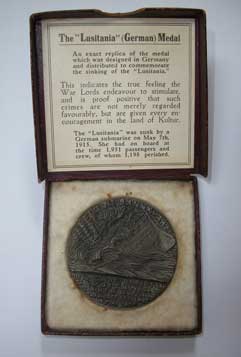 The "Lusitania" (German) Medal
An exact replica of the medal
which was designed in Germany
and distributed to commemorate
the sinking of the "Lusitania."
This indicates the true feeling the
War Lords endeavour to stimulate,
and is proof positive that such
crimes are not merely regarded
favourably, but are given every en-
couragement in the land of Kultur.
The "Lusitania" was sunk by a
German submarine on May 7th,
1915. She had on board at
the time 1,951 passengers and
crew, of whom 1,198 perished.